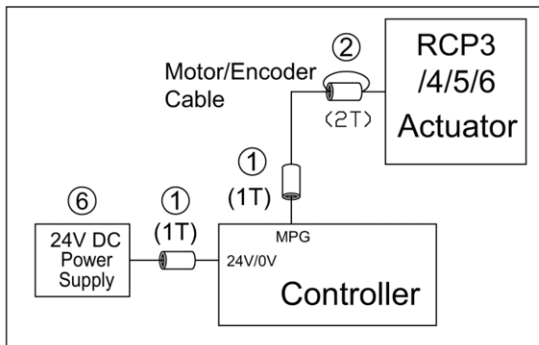 ②
RCP3
/4/5/6
Actuator
Motor/Encoder
Cable
(2T)
①
(1T)
⑥
①
(1T)
24V DC
Power
Supply
MPG
24V/0V
Controller